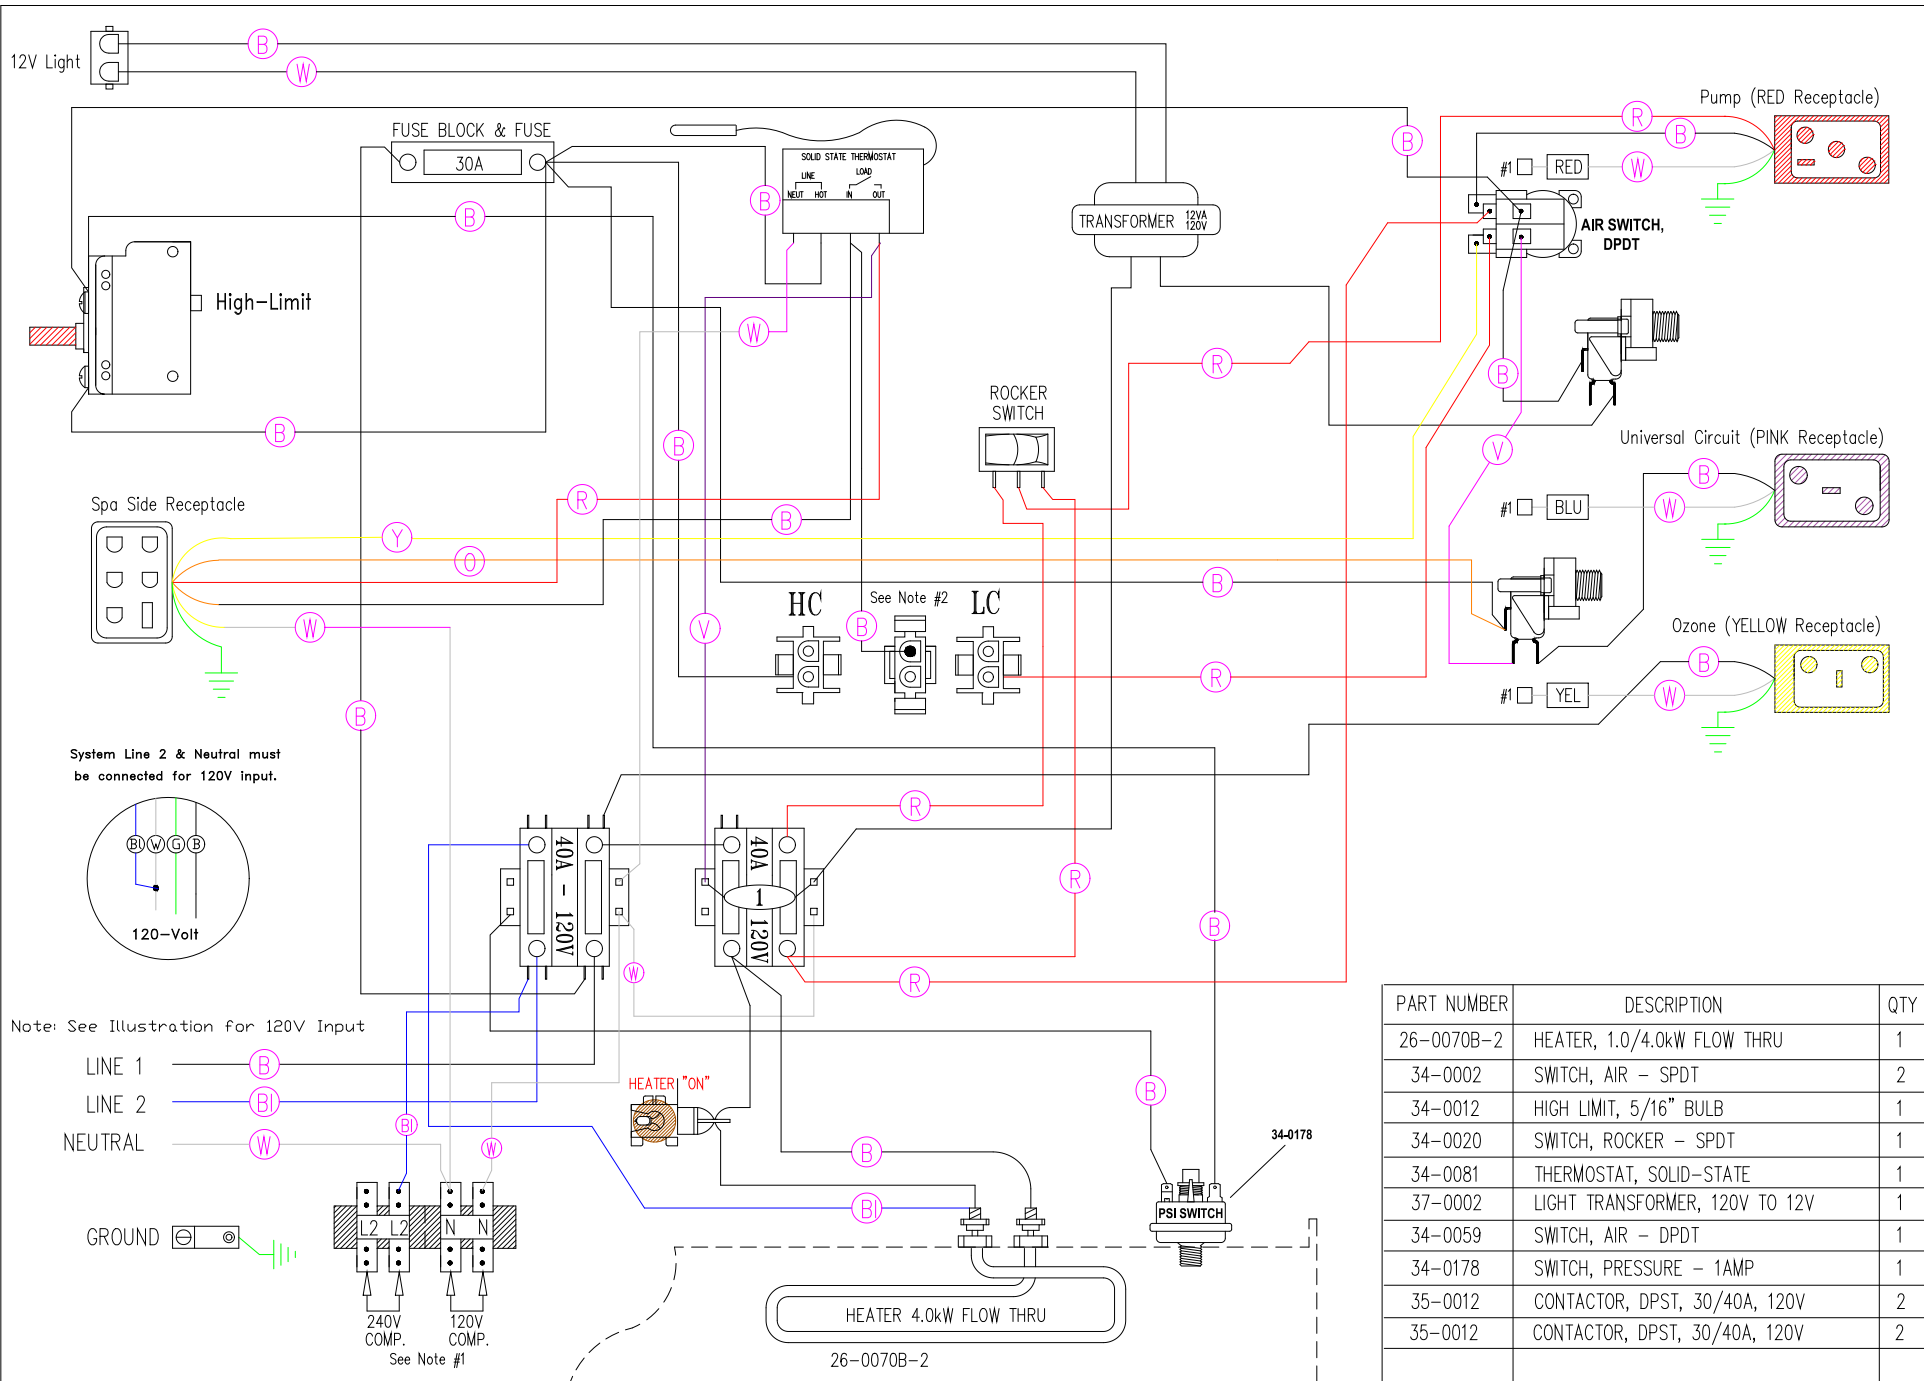 12V Light
B
W
FUSE BLOCK & FUSE
30A
SOLID STATE THERMOSTAT
LINE
LOAD
NEUT HOT IN OUT
B
B
W
TRANSFORMER 12VA
120V
Pump (RED Receptacle)
R
B
B
#1 RED W
AIR SWITCH,
DPDT
High-Limit
B
B
R
B
ROCKER
SWITCH
V
Universal Circuit (PINK Receptacle)
B
#1 BLU W
Spa Side Receptacle
R
B
Y
O
B
W
V
HC
See Note #2
LC
B
R
Ozone (YELLOW Receptacle)
B
#1 YEL W
B
System Line 2 & Neutral must
be connected for 120V input.
Bl W G B
120-Volt
40A - 120V
40A 1 120V
R
R
B
W
R
Note: See Illustration for 120V Input
LINE 1 B
LINE 2 Bl
NEUTRAL W
GROUND
Bl
W
HEATER "ON"
B
Bl
B
34-0178
PSI SWITCH
L2 L2 N N
240V
COMP.
120V
COMP.
See Note #1
HEATER 4.0kW FLOW THRU
26-0070B-2
PART NUMBER DESCRIPTION QTY
26-0070B-2 HEATER, 1.0/4.0kW FLOW THRU 1
34-0002 SWITCH, AIR - SPDT 2
34-0012 HIGH LIMIT, 5/16" BULB 1
34-0020 SWITCH, ROCKER - SPDT 1
34-0081 THERMOSTAT, SOLID-STATE 1
37-0002 LIGHT TRANSFORMER, 120V TO 12V 1
34-0059 SWITCH, AIR - DPDT 1
34-0178 SWITCH, PRESSURE - 1AMP 1
35-0012 CONTACTOR, DPST, 30/40A, 120V 2
35-0012 CONTACTOR, DPST, 30/40A, 120V 2